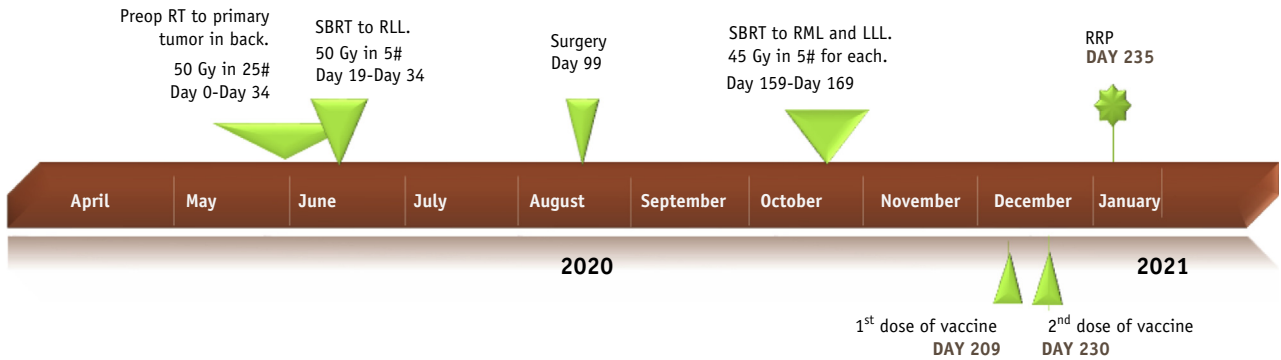 Preop RT to primary
tumor in back.
50 Gy in 25#
Day 0-Day 34
SBRT to RLL.
50 Gy in 5#
Day 19-Day 34
Surgery
Day 99
SBRT to RML and LLL.
45 Gy in 5# for each.
Day 159-Day 169
RRP
DAY 235
April May June July August September October November December January
2020 2021
1st dose of vaccine
DAY 209
2nd dose of vaccine
DAY 230